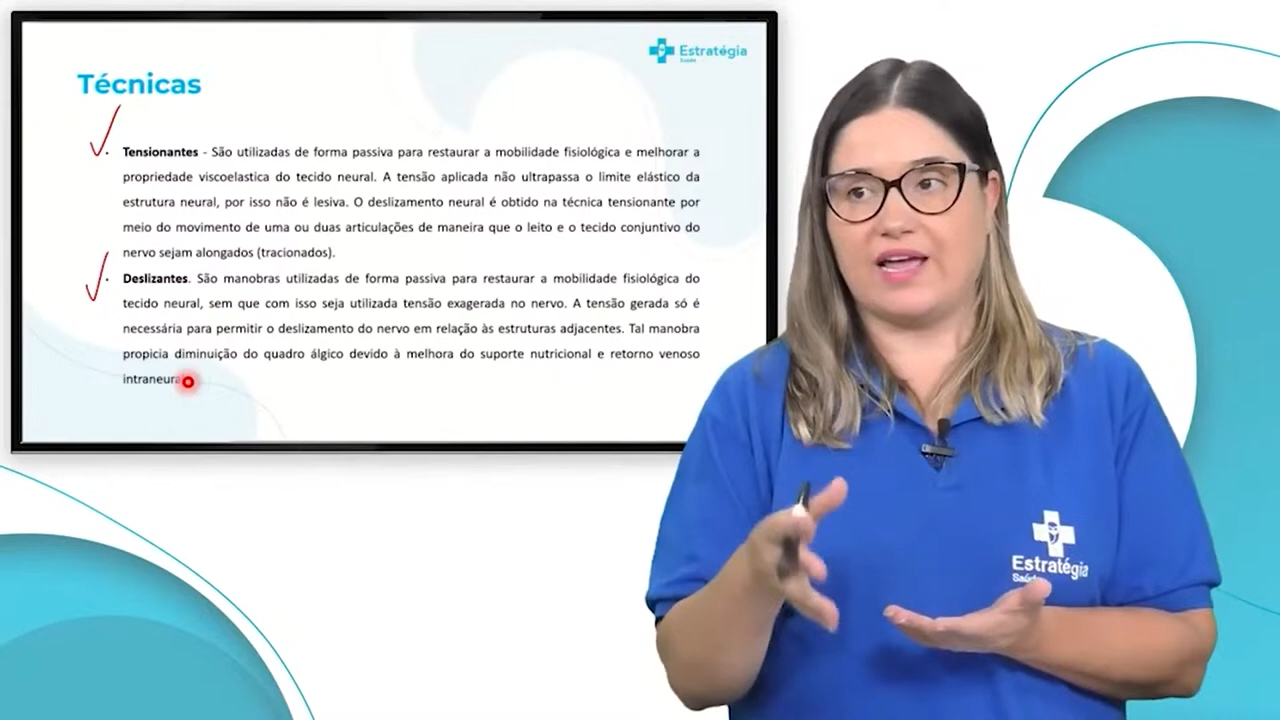 Estratégia
Saúde
Técnicas
Tensionantes - São utilizadas de forma passiva para restaurar a mobilidade fisiológica e melhorar a
propriedade viscoelastica do tecido neural. A tensão aplicada não ultrapassa o limite elástico da
estrutura neural, por isso não é lesiva. O deslizamento neural é obtido na técnica tensionante por
meio do movimento de uma ou duas articulações de maneira que o leito e o tecido conjuntivo do
nervo sejam alongados (tracionados).
Deslizantes. São manobras utilizadas de forma passiva para restaurar a mobilidade fisiológica do
tecido neural, sem que com isso seja utilizada tensão exagerada no nervo. A tensão gerada só é
necessária para permitir o deslizamento do nervo em relação às estruturas adjacentes. Tal manobra
propicia diminuição do quadro álgico devido à melhora do suporte nutricional e retorno venoso
Estratégia
Saúde